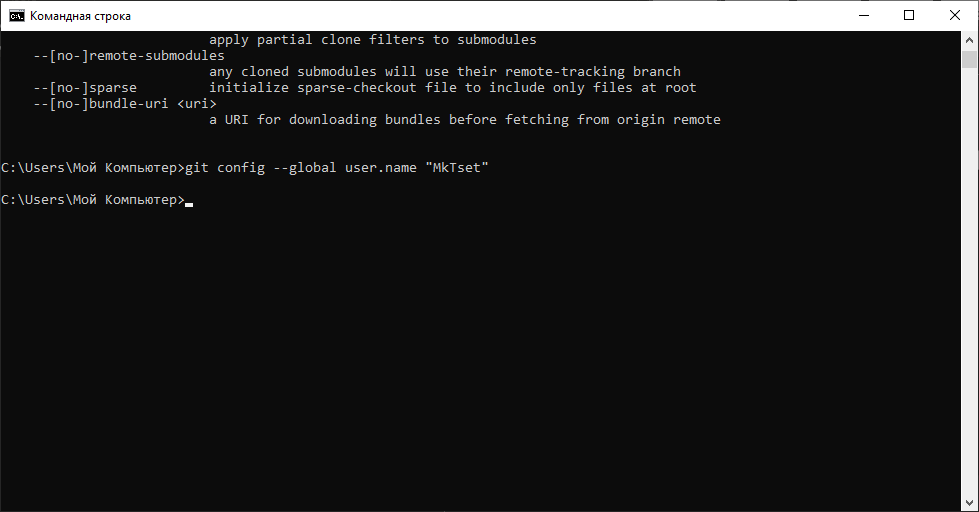 Командная строка
apply partial clone filters to submodules
--[no-]remote-submodules
any cloned submodules will use their remote-tracking branch
--[no-]sparse initialize sparse-checkout file to include only files at root
--[no-]bundle-uri <uri>
a URI for downloading bundles before fetching from origin remote
C:\Users\Мой Компьютер>git config --global user.name "MkTset"
C:\Users\Мой Компьютер>